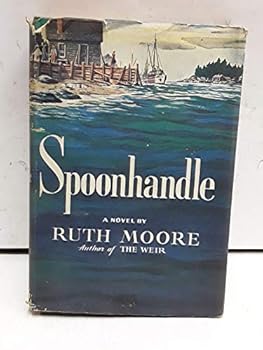 Spoonhandle
A NOVEL BY
RUTH MOORE
Author of THE WEIR